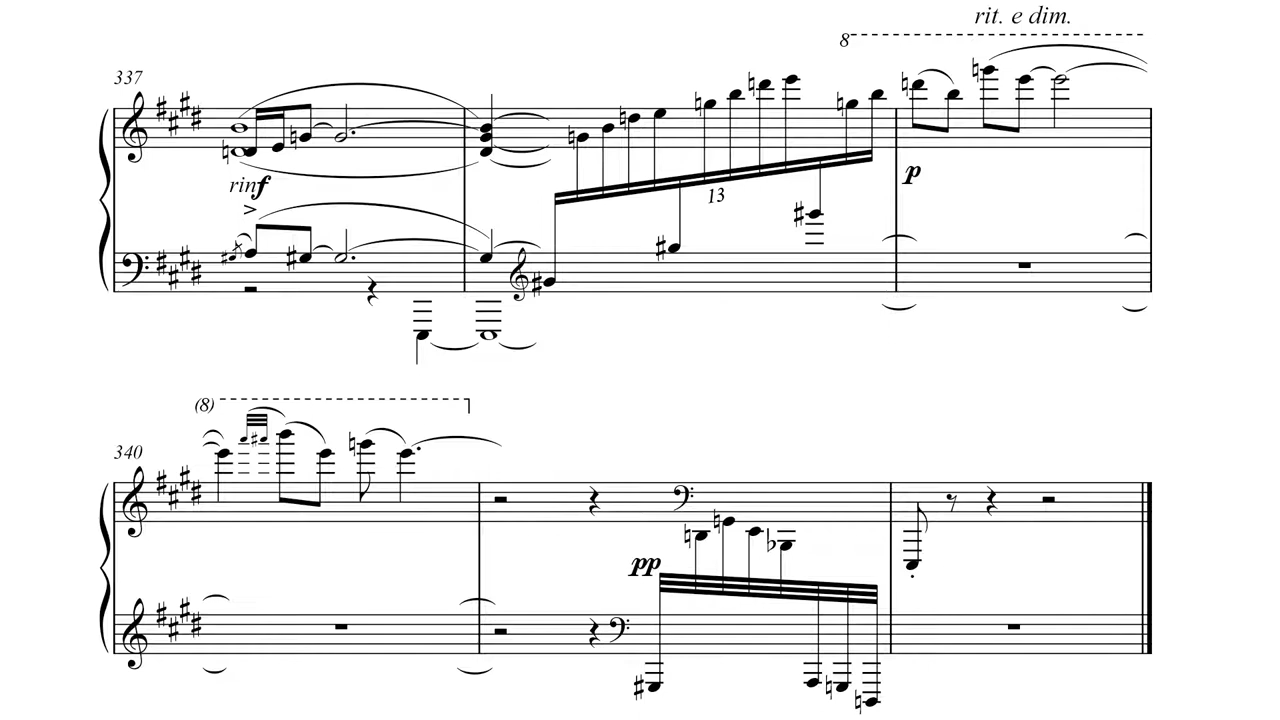 rit. e dim.
8
337
rinf
p
13
(8)
340
pp